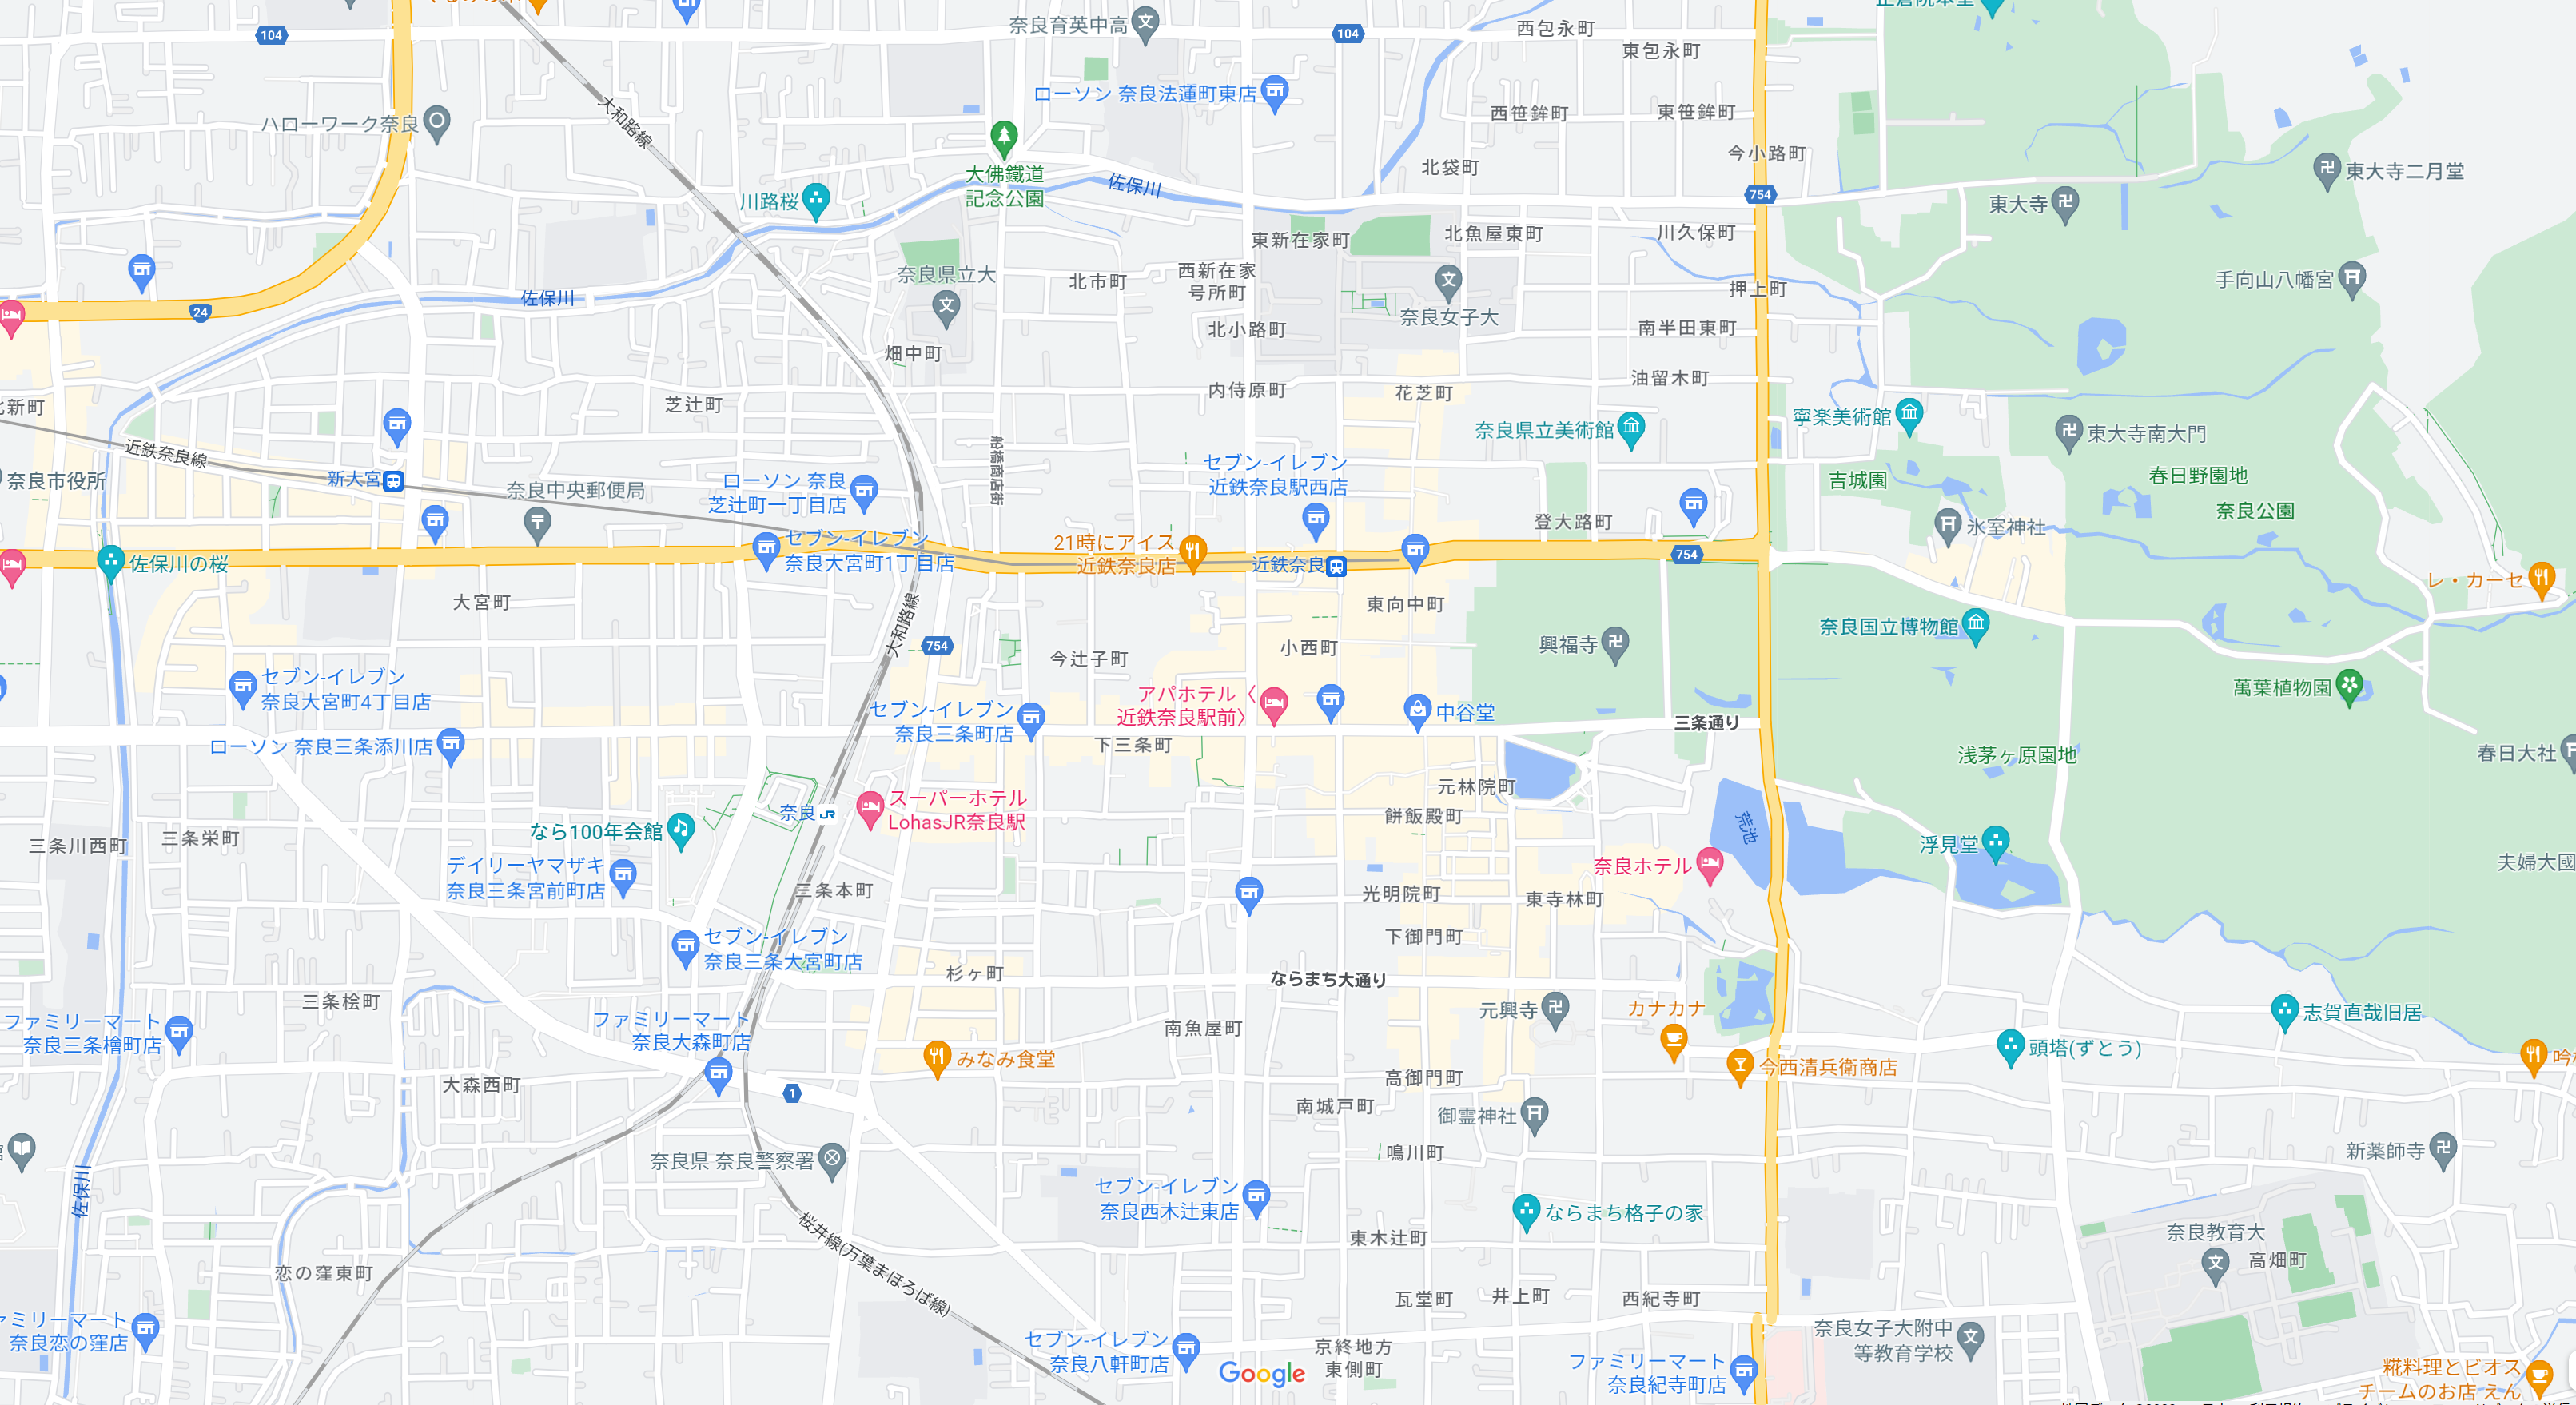 104
奈良育英中高
104
西包永町
東包永町
正倉院本堂
大和路線
ハローワーク奈良
ローソン 奈良法蓮町東店
西笹鉾町
東笹鉾町
今小路町
北袋町
大佛鐵道
記念公園
佐保川
川路桜
754
東大寺
東大寺二月堂
東新在家町
北魚屋東町
川久保町
奈良県立大
北市町
西新在家
号所町
押上町
手向山八幡宮
佐保川
24
北小路町
奈良女子大
南半田東町
畑中町
内侍原町
花芝町
油留木町
北新町
芝辻町
奈良県立美術館
寧楽美術館
東大寺南大門
近鉄奈良線
船橋商店街
奈良市役所
新大宮
奈良中央郵便局
ローソン 奈良
芝辻町一丁目店
セブン-イレブン
近鉄奈良駅西店
吉城園
春日野園地
奈良公園
登大路町
氷室神社
佐保川の桜
セブン-イレブン
奈良大宮町1丁目店
21時にアイス
近鉄奈良店
近鉄奈良
754
レ・カーセ
大宮町
大和路線
東向中町
奈良国立博物館
754
今辻子町
小西町
興福寺
セブン-イレブン
奈良大宮町4丁目店
アパホテル〈
近鉄奈良駅前〉
萬葉植物園
セブン-イレブン
奈良三条町店
中谷堂
三条通り
ローソン 奈良三条添川店
下三条町
浅茅ヶ原園地
春日大社
元林院町
奈良
JR
スーパーホテル
LohasJR奈良駅
餅飯殿町
荒池
なら100年会館
三条川西町
三条栄町
浮見堂
デイリーヤマザキ
奈良三条宮前町店
三条本町
光明院町
奈良ホテル
東寺林町
夫婦大國
セブン-イレブン
奈良三条大宮町店
下御門町
杉ヶ町
ならまち大通り
三条桧町
元興寺
カナカナ
志賀直哉旧居
ファミリーマート
奈良三条檜町店
ファミリーマート
奈良大森町店
南魚屋町
頭塔(ずとう)
みなみ食堂
今西清兵衛商店
大森西町
1
高御門町
南城戸町
御霊神社
鳴川町
新薬師寺
奈良県 奈良警察署
佐保川
セブン-イレブン
奈良西木辻東店
ならまち格子の家
桜井線(万葉まほろば線)
東木辻町
奈良教育大
高畑町
恋の窪東町
瓦堂町
井上町
西紀寺町
ァミリーマート
奈良恋の窪店
セブン-イレブン
奈良八軒町店
京終地方
東側町
奈良女子大附中
等教育学校
Google
ファミリーマート
奈良紀寺町店
糀料理とビオス
チームのお店 えん